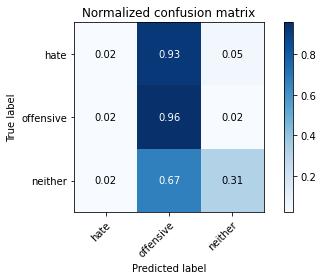 Normalized confusion matrix
hate 0.02 0.93 0.05
0.8
offensive 0.02 0.96 0.02
0.6
0.4
neither 0.02 0.67 0.31
0.2
True label
hate offensive neither
Predicted label